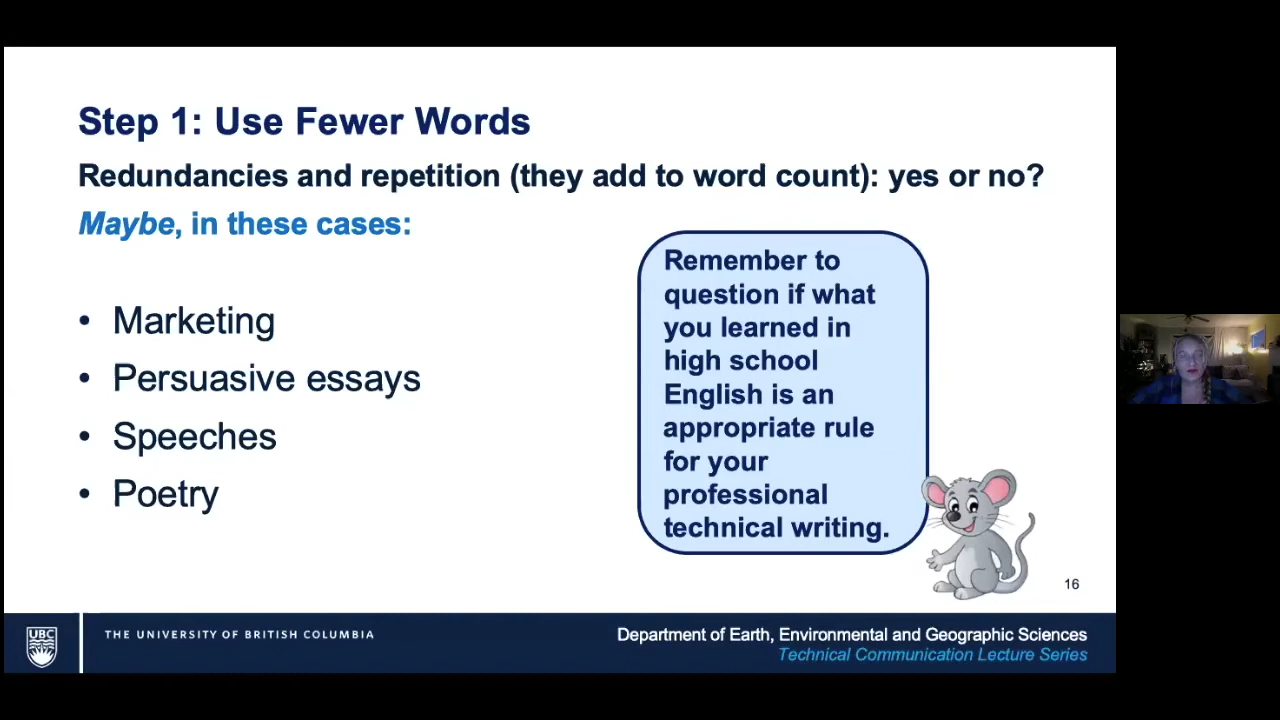 Step 1: Use Fewer Words
Redundancies and repetition (they add to word count): yes or no?
Maybe, in these cases:
• Marketing
• Persuasive essays
• Speeches
• Poetry
Remember to
question if what
you learned in
high school
English is an
appropriate rule
for your
professional
technical writing.
16
UBC
THE UNIVERSITY OF BRITISH COLUMBIA
Department of Earth, Environmental and Geographic Sciences
Technical Communication Lecture Series